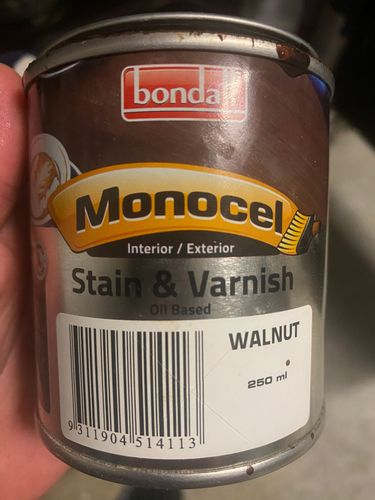 bondall
Monocel
Interior / Exterior
Stain & Varnish
Oil Based
WALNUT
250 ml
9 311904 514113